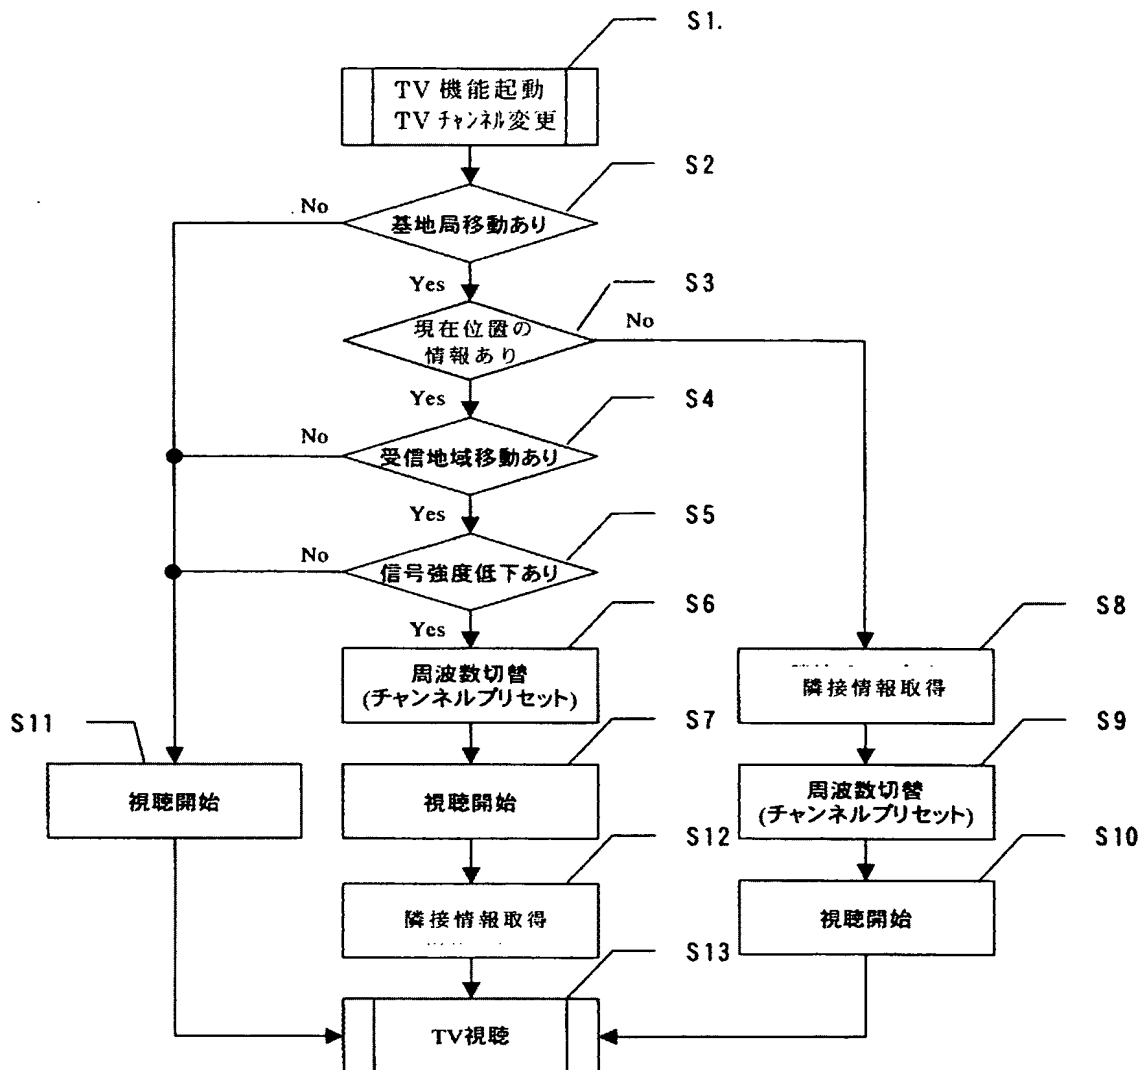 S1.
TV 機能起動
TV チャンネル変更
S2
No
基地局移動あり
Yes
S3
現在位置の
情報あり
No
Yes
S4
No
受信地域移動あり
Yes
S5
No
信号強度低下あり
Yes
S6
周波数切替
(チャンネルプリセット)
S8
隣接情報取得
S7
視聴開始
S9
周波数切替
(チャンネルプリセット)
S11
視聴開始
S12
隣接情報取得
S10
視聴開始
S13
TV視聴